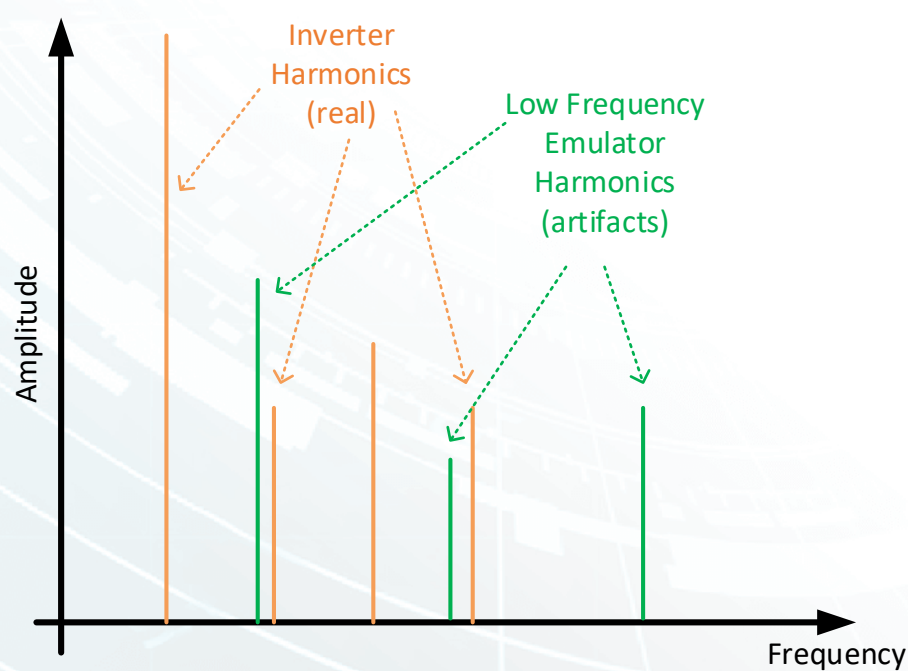 Inverter
Harmonics
(real)
Low Frequency
Emulator
Harmonics
(artifacts)
Amplitude
Frequency